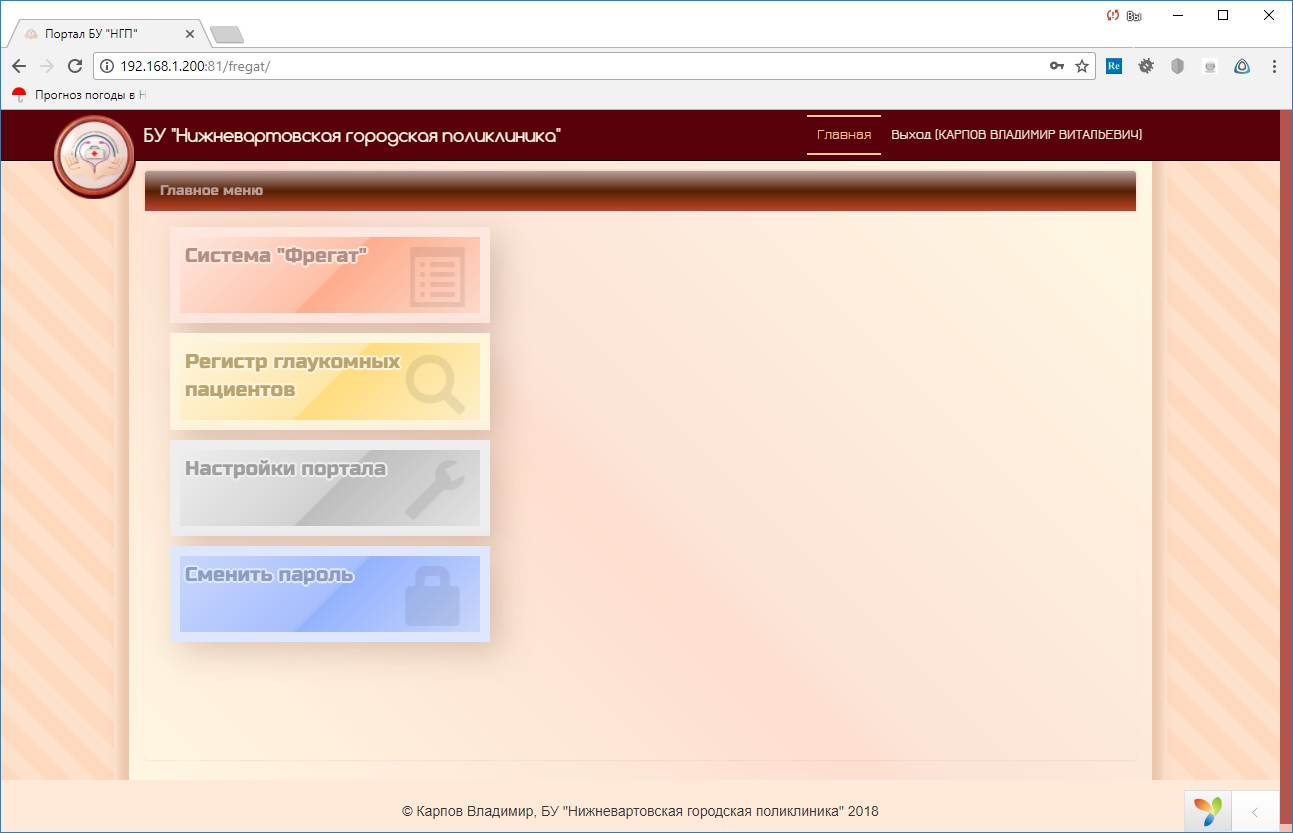 Вы
Портал БУ "НГП"
192.168.1.200:81/fregat/
Re
Прогноз погоды в Н
БУ "Нижневартовская городская поликлиника"
Главная
Выход (КАРПОВ ВЛАДИМИР ВИТАЛЬЕВИЧ)
Главное меню
Система "Фрегат"
Регистр глаукомных
пациентов
Настройки портала
Сменить пароль
© Карпов Владимир, БУ "Нижневартовская городская поликлиника" 2018